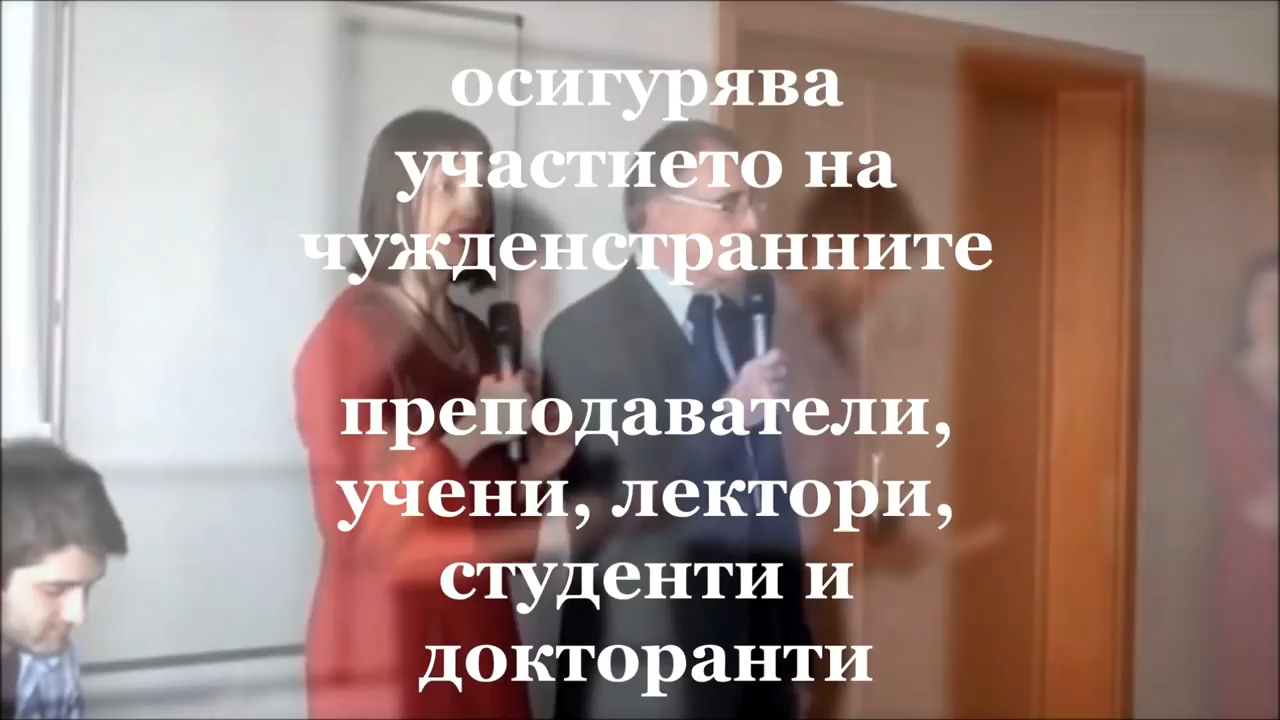 осигурява
участието на
чужденстранните
преподаватели,
учени, лектори,
студенти и
докторанти